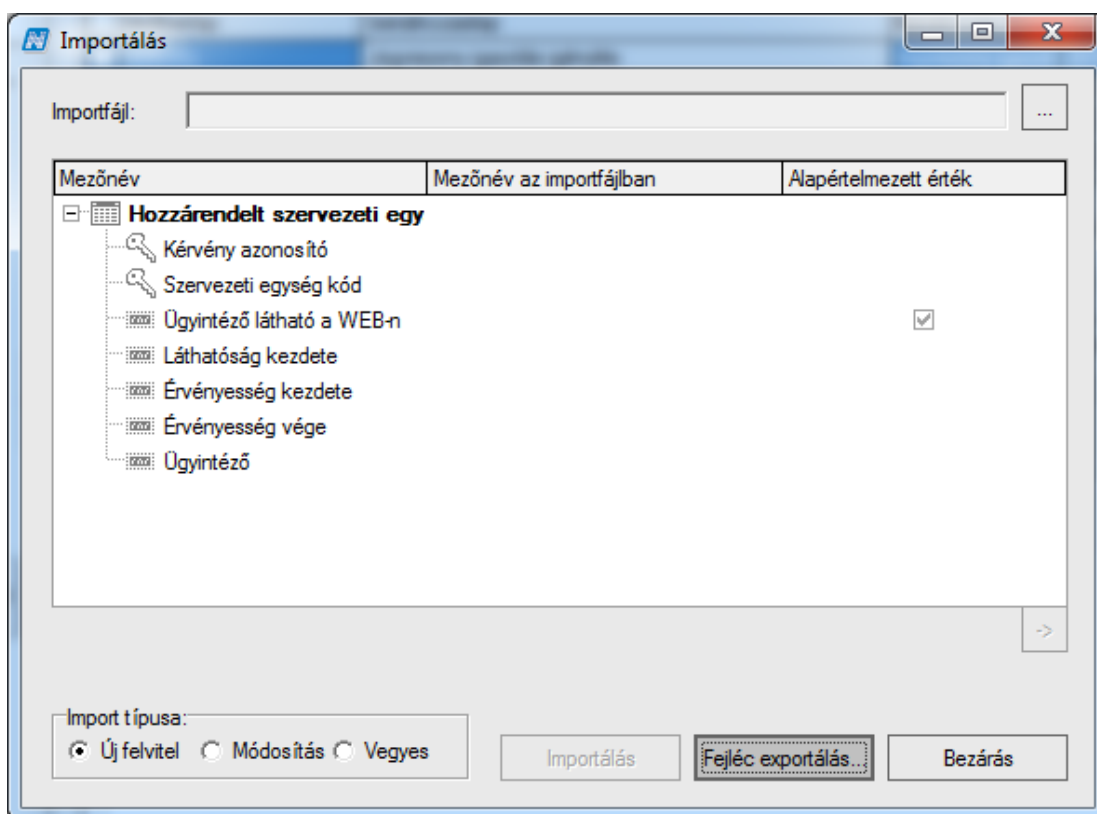 Importálás
Importfájl:
...
Mezőnév Mezőnév az importfájlban Alapértelmezett érték
Hozzárendelt szervezeti egy
Kérvény azonosító
Szervezeti egység kód
Ügyintéző látható a WEB-n
Láthatóság kezdete
Érvényesség kezdete
Érvényesség vége
Ügyintéző
->
Import típusa:
Új felvitel Módosítás Vegyes Importálás Fejléc exportálás... Bezárás